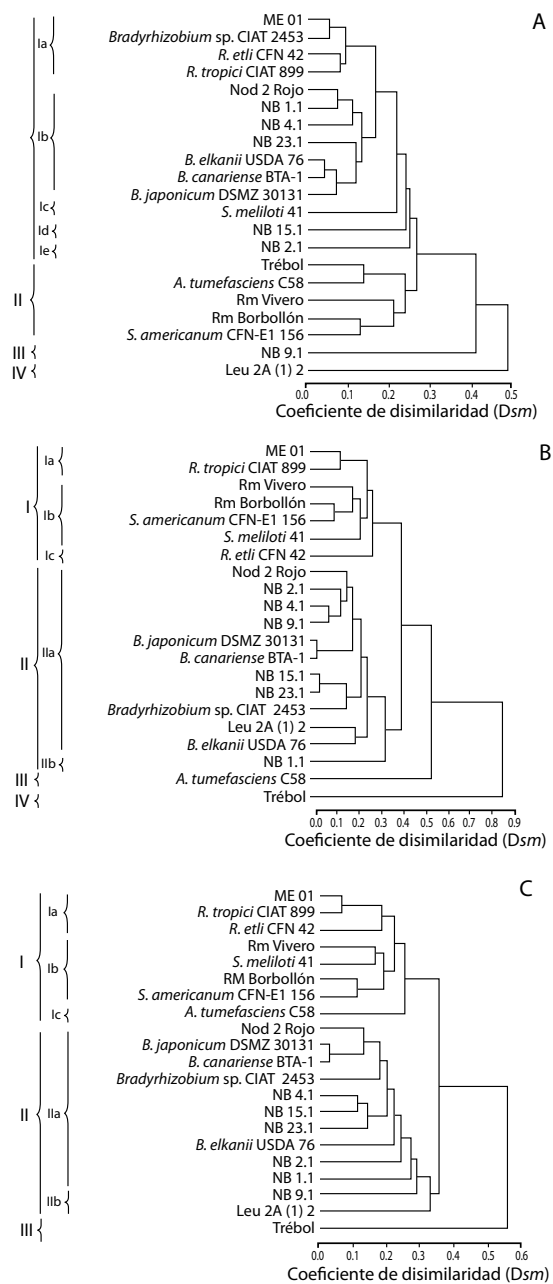 A
ME 01
Bradyrhizobium sp. CIAT 2453
R. etli CFN 42
R. tropici CIAT 899
Nod 2 Rojo
NB 1.1
NB 4.1
NB 23.1
B. elkanii USDA 76
B. canariense BTA-1
B. japonicum DSMZ 30131
S. meliloti 41
NB 15.1
NB 2.1
Trébol
A. tumefasciens C58
Rm Vivero
Rm Borbollón
S. americanum CFN-E1 156
NB 9.1
Leu 2A (1) 2
Ia
Ib
Ic
Id
Ie
II
III
IV
0.0 0.1 0.2 0.3 0.4 0.5
Coeficiente de disimilaridad (Dsm)
B
ME 01
R. tropici CIAT 899
Rm Vivero
Rm Borbollón
S. americanum CFN-E1 156
S. meliloti 41
R. etli CFN 42
Nod 2 Rojo
NB 2.1
NB 4.1
NB 9.1
B. japonicum DSMZ 30131
B. canariense BTA-1
NB 15.1
NB 23.1
Bradyrhizobium sp. CIAT 2453
Leu 2A (1) 2
B. elkanii USDA 76
NB 1.1
A. tumefasciens C58
Trébol
I
Ia
Ib
Ic
II
IIa
IIb
III
IV
0.0 0.1 0.2 0.3 0.4 0.5 0.6 0.7 0.8 0.9
Coeficiente de disimilaridad (Dsm)
C
ME 01
R. tropici CIAT 899
R. etli CFN 42
Rm Vivero
S. meliloti 41
RM Borbollón
S. americanum CFN-E1 156
A. tumefasciens C58
Nod 2 Rojo
B. japonicum DSMZ 30131
B. canariense BTA-1
Bradyrhizobium sp. CIAT 2453
NB 4.1
NB 15.1
NB 23.1
B. elkanii USDA 76
NB 2.1
NB 1.1
NB 9.1
Leu 2A (1) 2
Trébol
I
Ia
Ib
Ic
II
IIa
IIb
III
0.0 0.1 0.2 0.3 0.4 0.5 0.6
Coeficiente de disimilaridad (Dsm)